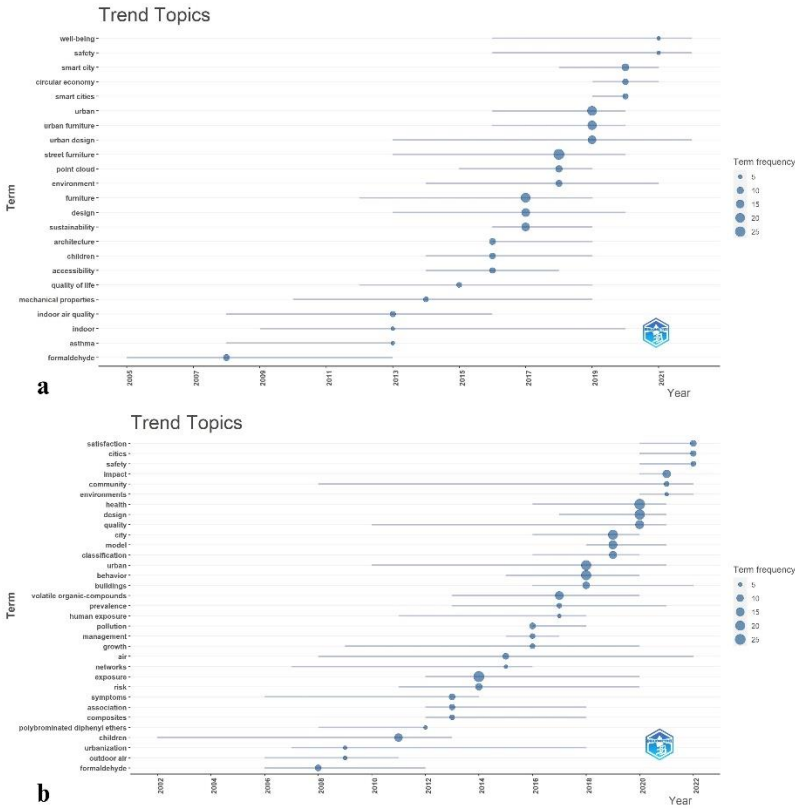 Trend Topics
well-being
safety
smart city
circular economy
smart cities
urban
urban furniture
urban design
street furniture
point cloud
environment
furniture
design
sustainability
architecture
children
accessibility
quality of life
mechanical properties
indoor air quality
indoor
asthma
formaldehyde
Term
2005 2007 2009 2011 2013 2015 2017 2019 2021
Year
Term frequency
5
10
15
20
25
a
Trend Topics
satisfaction
cities
safety
impact
community
environments
health
design
quality
city
model
classification
urban
behavior
buildings
volatile organic-compounds
prevalence
human exposure
pollution
management
growth
air
networks
exposure
risk
symptoms
association
composites
polybrominated diphenyl ethers
children
urbanization
outdoor air
formaldehyde
Term
2002 2004 2006 2008 2010 2012 2014 2016 2018 2020 2022
Year
Term frequency
5
10
15
20
25
b